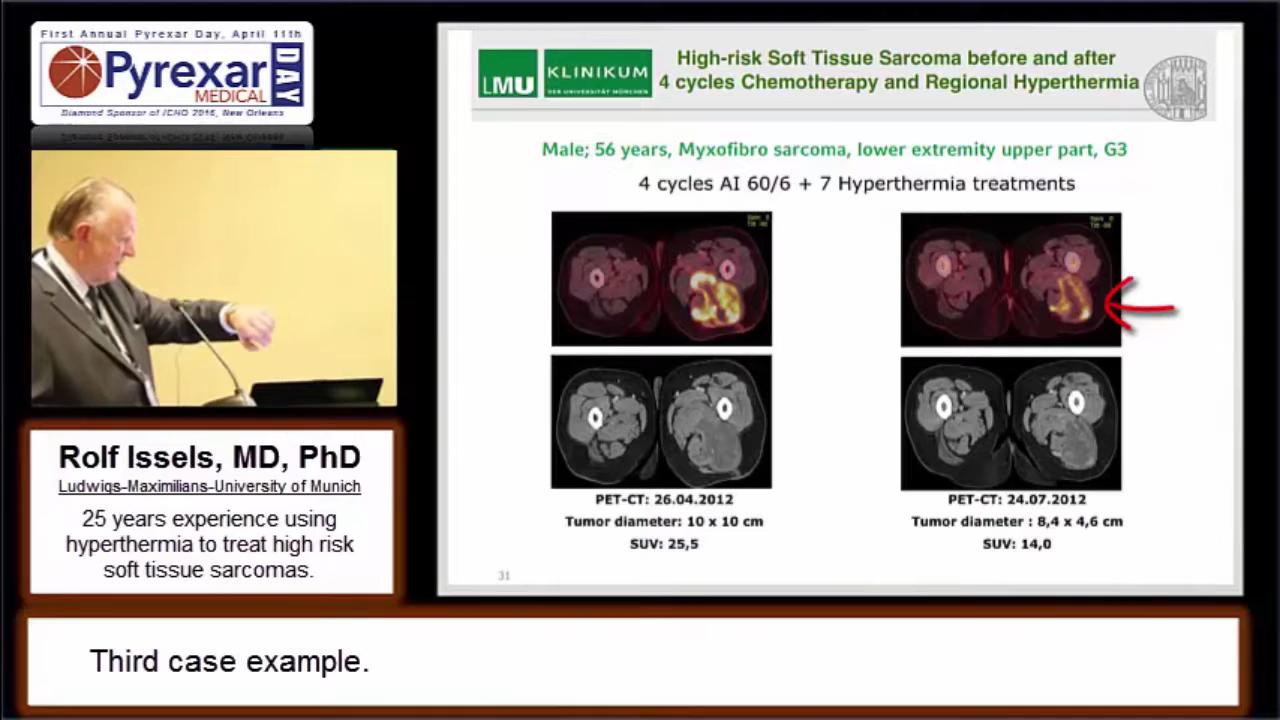 First Annual Pyrexar Day, April 11th
Pyrexar
MEDICAL
DAY
Diamond Sponsor of ICHO 2016, New Orleans
Rolf Issels, MD, PhD
Ludwigs-Maximilians-University of Munich
25 years experience using
hyperthermia to treat high risk
soft tissue sarcomas.
LMU
KLINIKUM
DER UNIVERSITÄT MÜNCHEN
High-risk Soft Tissue Sarcoma before and after
4 cycles Chemotherapy and Regional Hyperthermia
Male; 56 years, Myxofibro sarcoma, lower extremity upper part, G3
4 cycles AI 60/6 + 7 Hyperthermia treatments
PET-CT: 26.04.2012
Tumor diameter: 10 x 10 cm
SUV: 25,5
PET-CT: 24.07.2012
Tumor diameter : 8,4 x 4,6 cm
SUV: 14,0
31
Third case example.